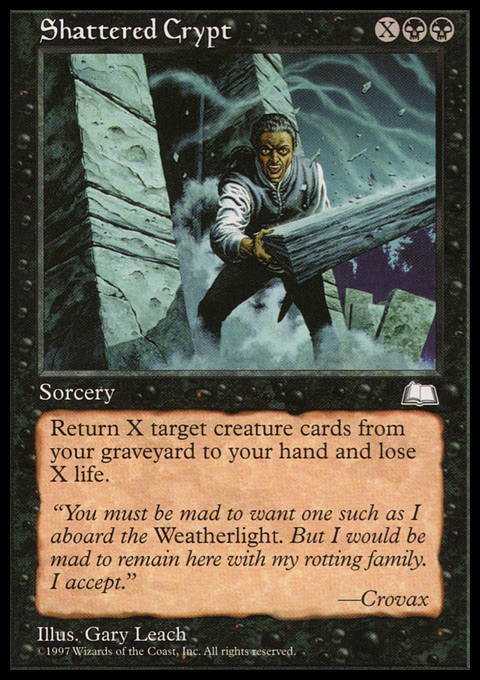 Shattered Crypt X
Sorcery
Return X target creature cards from
your graveyard to your hand and lose
X life.
“You must be mad to want one such as I
aboard the Weatherlight. But I would be
mad to remain here with my rotting family.
I accept.”
—Crovax
Illus. Gary Leach
©1997 Wizards of the Coast, Inc. All rights reserved.